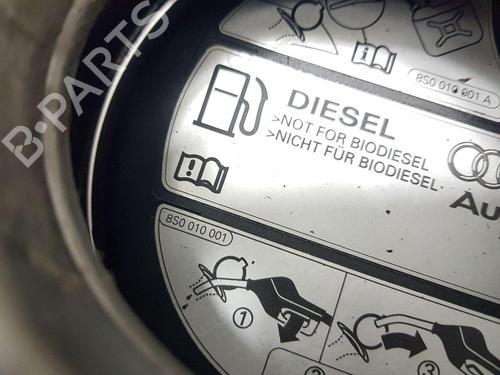 8S0 010 001 A
DIESEL
>NOT FOR BIODIESEL
>NICHT FÜR BIODIESEL
Au
8S0 010 001
1
3
B-PARTS